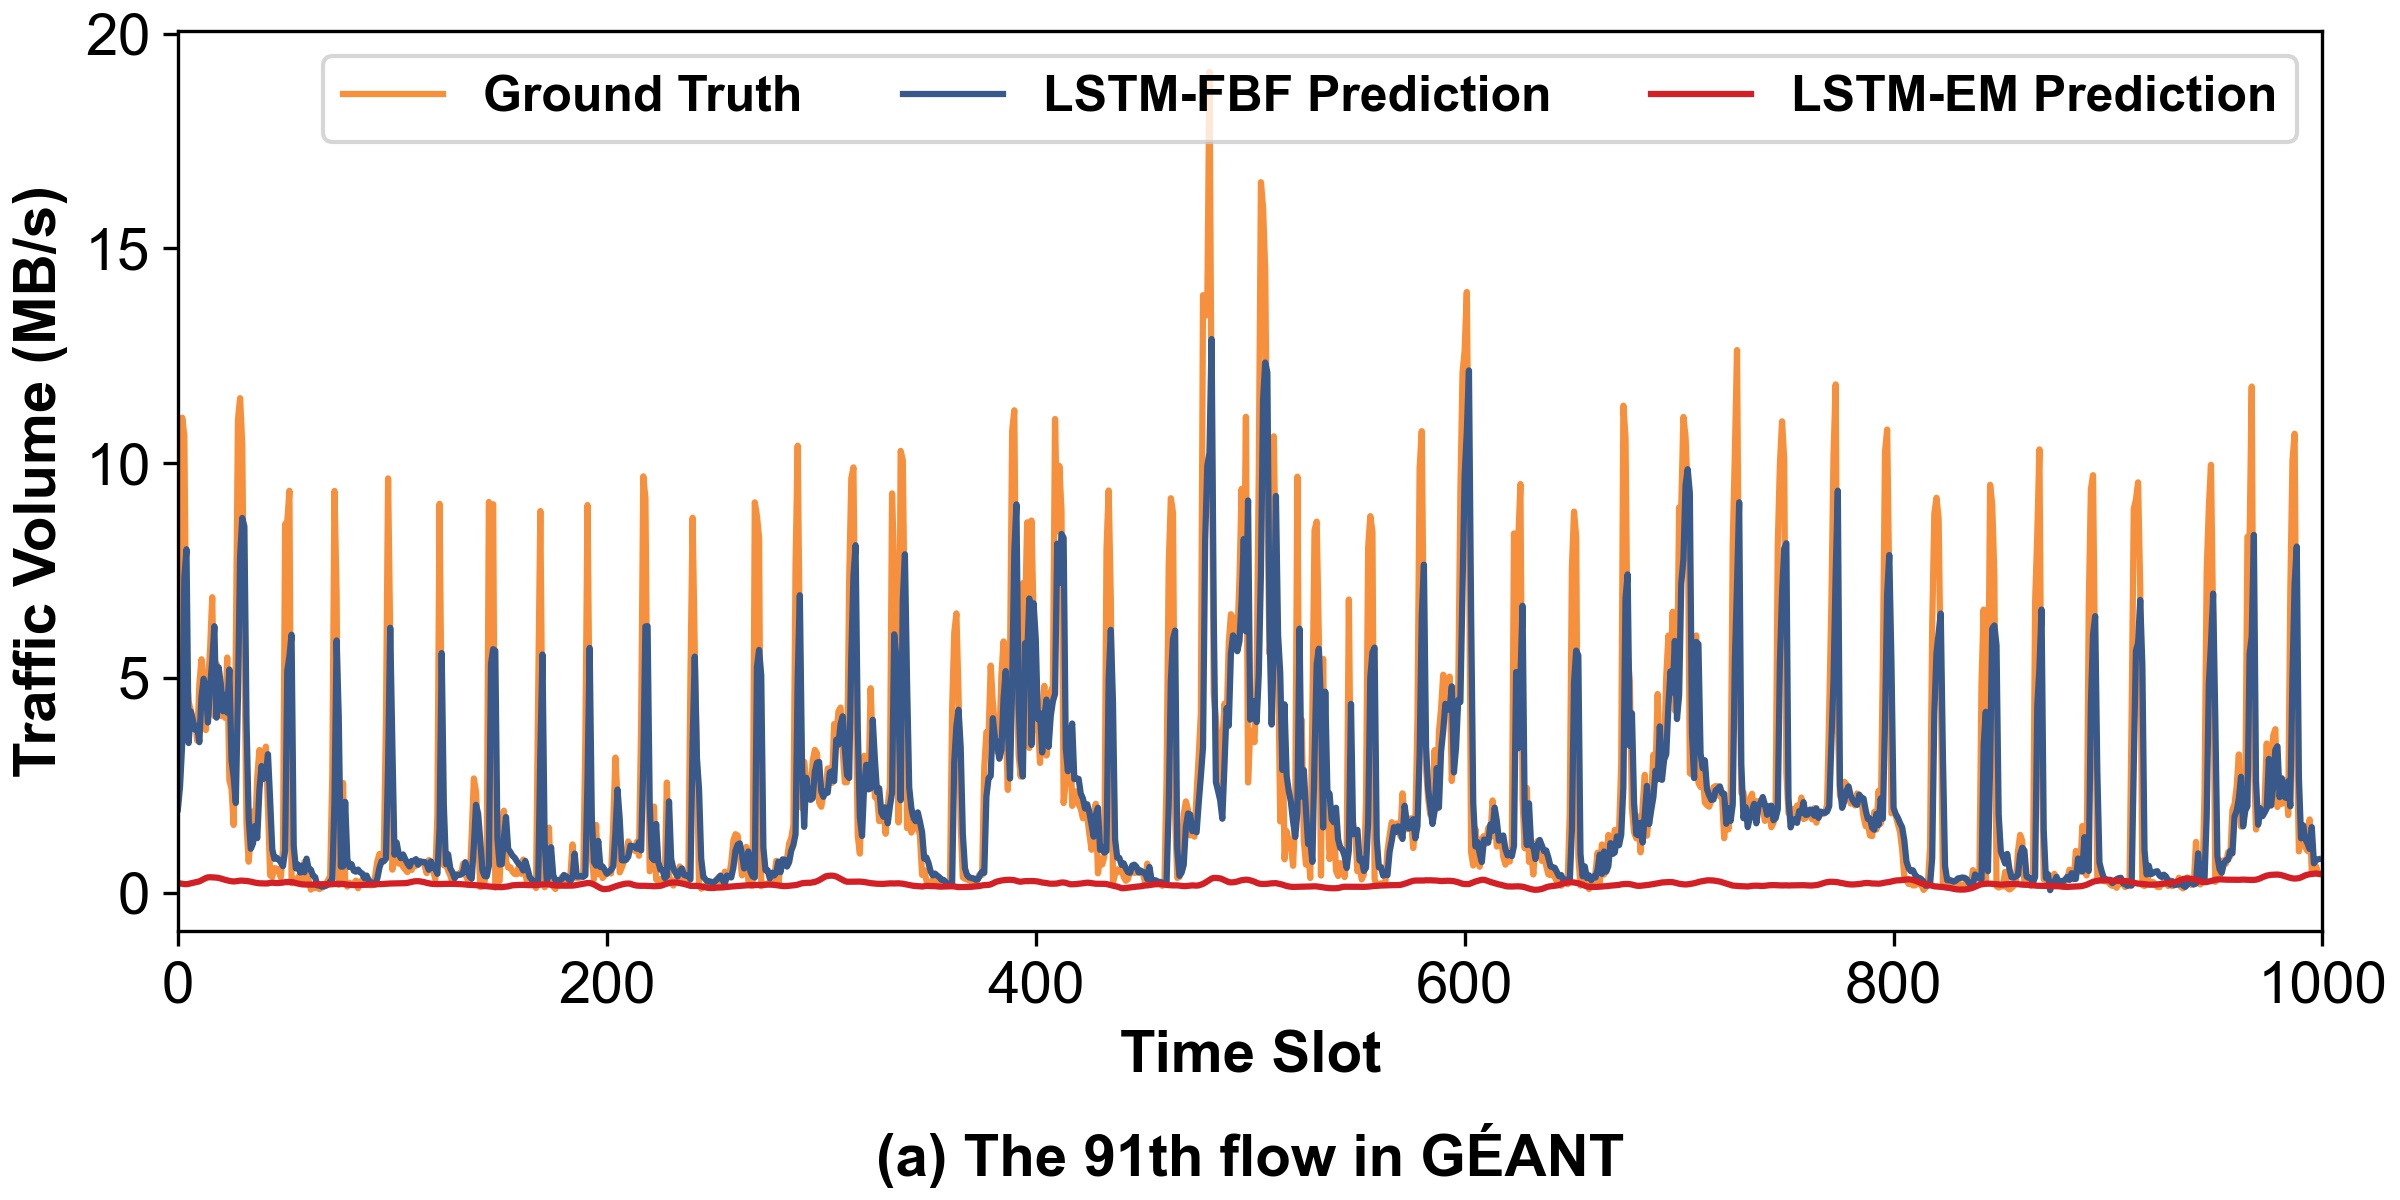 20
15
10
5
0
Traffic Volume (MB/s)
Ground Truth LSTM-FBF Prediction LSTM-EM Prediction
0 200 400 600 800 1000
Time Slot
(a) The 91th flow in GÉANT